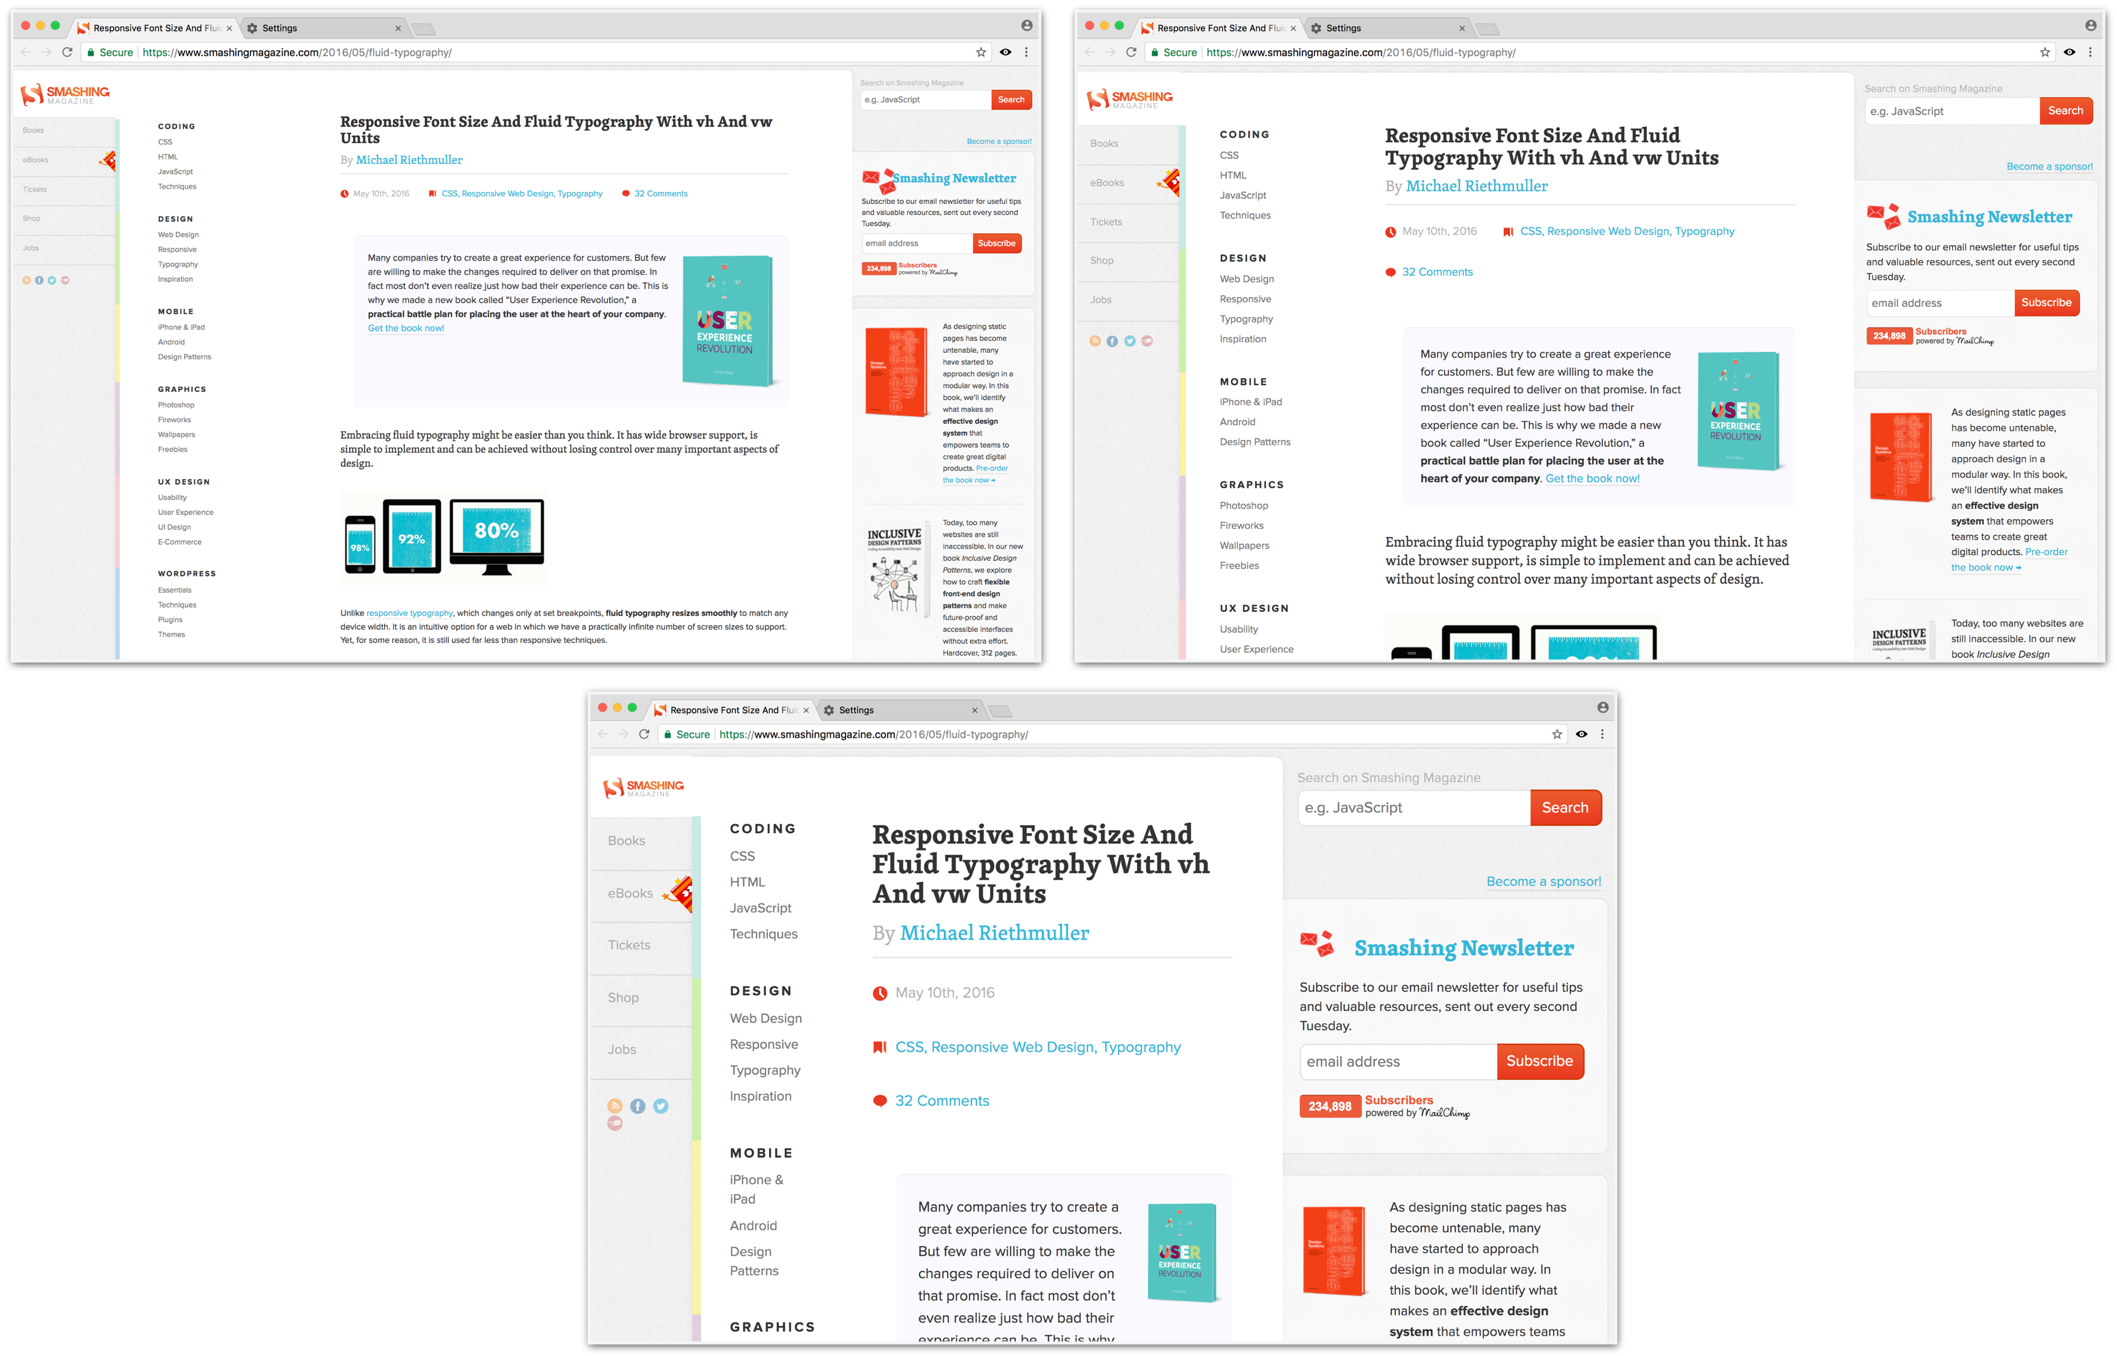 Responsive Font Size And Flui
Settings
Secure https://www.smashingmagazine.com/2016/05/fluid-typography/
SMASHING
MAGAZINE
Books
eBooks
Tickets
Shop
Jobs
CODING
CSS
HTML
JavaScript
Techniques
DESIGN
Web Design
Responsive
Typography
Inspiration
MOBILE
iPhone & iPad
Android
Design Patterns
GRAPHICS
Photoshop
Fireworks
Wallpapers
Freebies
UX DESIGN
Usability
User Experience
UI Design
E-Commerce
WORDPRESS
Essentials
Techniques
Plugins
Themes
Responsive Font Size And Fluid Typography With vh And vw
Units
By Michael Riethmuller
May 10th, 2016 CSS, Responsive Web Design, Typography 32 Comments
Many companies try to create a great experience for customers. But few
are willing to make the changes required to deliver on that promise. In
fact most don't even realize just how bad their experience can be. This is
why we made a new book called “User Experience Revolution,” a
practical battle plan for placing the user at the heart of your company.
Get the book now!
USER
EXPERIENCE
REVOLUTION
Embracing fluid typography might be easier than you think. It has wide browser support, is
simple to implement and can be achieved without losing control over many important aspects of
design.
98%
92%
80%
Unlike responsive typography, which changes only at set breakpoints, fluid typography resizes smoothly to match any
device width. It is an intuitive option for a web in which we have a practically infinite number of screen sizes to support.
Yet, for some reason, it is still used far less than responsive techniques.
Search on Smashing Magazine
e.g. JavaScript Search
Become a sponsor!
Smashing Newsletter
Subscribe to our email newsletter for useful tips
and valuable resources, sent out every second
Tuesday.
email address Subscribe
234,898 Subscribers
powered by MailChimp
As designing static
pages has become
untenable, many
have started to
approach design in a
modular way. In this
book, we'll identify
what makes an
effective design
system that
empowers teams to
create great digital
products. Pre-order
the book now →
INCLUSIVE
DESIGN PATTERNS
Today, too many
websites are still
inaccessible. In our new
book Inclusive Design
Patterns, we explore
how to craft flexible
front-end design
patterns and make
future-proof and
accessible interfaces
without extra effort.
Hardcover, 312 pages.
Responsive Font Size And Flui
Settings
Secure https://www.smashingmagazine.com/2016/05/fluid-typography/
SMASHING
MAGAZINE
Books
eBooks
Tickets
Shop
Jobs
CODING
CSS
HTML
JavaScript
Techniques
DESIGN
Web Design
Responsive
Typography
Inspiration
MOBILE
iPhone & iPad
Android
Design Patterns
GRAPHICS
Photoshop
Fireworks
Wallpapers
Freebies
UX DESIGN
Usability
User Experience
Responsive Font Size And Fluid
Typography With vh And vw Units
By Michael Riethmuller
May 10th, 2016 CSS, Responsive Web Design, Typography
32 Comments
Many companies try to create a great experience
for customers. But few are willing to make the
changes required to deliver on that promise. In fact
most don't even realize just how bad their
experience can be. This is why we made a new
book called “User Experience Revolution,” a
practical battle plan for placing the user at the
heart of your company. Get the book now!
USER
EXPERIENCE
REVOLUTION
Embracing fluid typography might be easier than you think. It has
wide browser support, is simple to implement and can be achieved
without losing control over many important aspects of design.
Search on Smashing Magazine
e.g. JavaScript Search
Become a sponsor!
Smashing Newsletter
Subscribe to our email newsletter for useful tips
and valuable resources, sent out every second
Tuesday.
email address Subscribe
234,898 Subscribers
powered by MailChimp
As designing static pages
has become untenable,
many have started to
approach design in a
modular way. In this book,
we'll identify what makes
an effective design
system that empowers
teams to create great
digital products. Pre-order
the book now →
INCLUSIVE
DESIGN PATTERNS
Today, too many websites are
still inaccessible. In our new
book Inclusive Design
Responsive Font Size And Flui
Settings
Secure https://www.smashingmagazine.com/2016/05/fluid-typography/
SMASHING
MAGAZINE
Books
eBooks
Tickets
Shop
Jobs
CODING
CSS
HTML
JavaScript
Techniques
DESIGN
Web Design
Responsive
Typography
Inspiration
MOBILE
iPhone &
iPad
Android
Design
Patterns
GRAPHICS
Responsive Font Size And
Fluid Typography With vh
And vw Units
By Michael Riethmuller
May 10th, 2016
CSS, Responsive Web Design, Typography
32 Comments
Many companies try to create a
great experience for customers.
But few are willing to make the
changes required to deliver on
that promise. In fact most don't
even realize just how bad their
experience can be. This is why
USER
EXPERIENCE
REVOLUTION
Search on Smashing Magazine
e.g. JavaScript Search
Become a sponsor!
Smashing Newsletter
Subscribe to our email newsletter for useful tips
and valuable resources, sent out every second
Tuesday.
email address Subscribe
234,898 Subscribers
powered by MailChimp
Design
Systems
As designing static pages has
become untenable, many
have started to approach
design in a modular way. In
this book, we'll identify what
makes an effective design
system that empowers teams